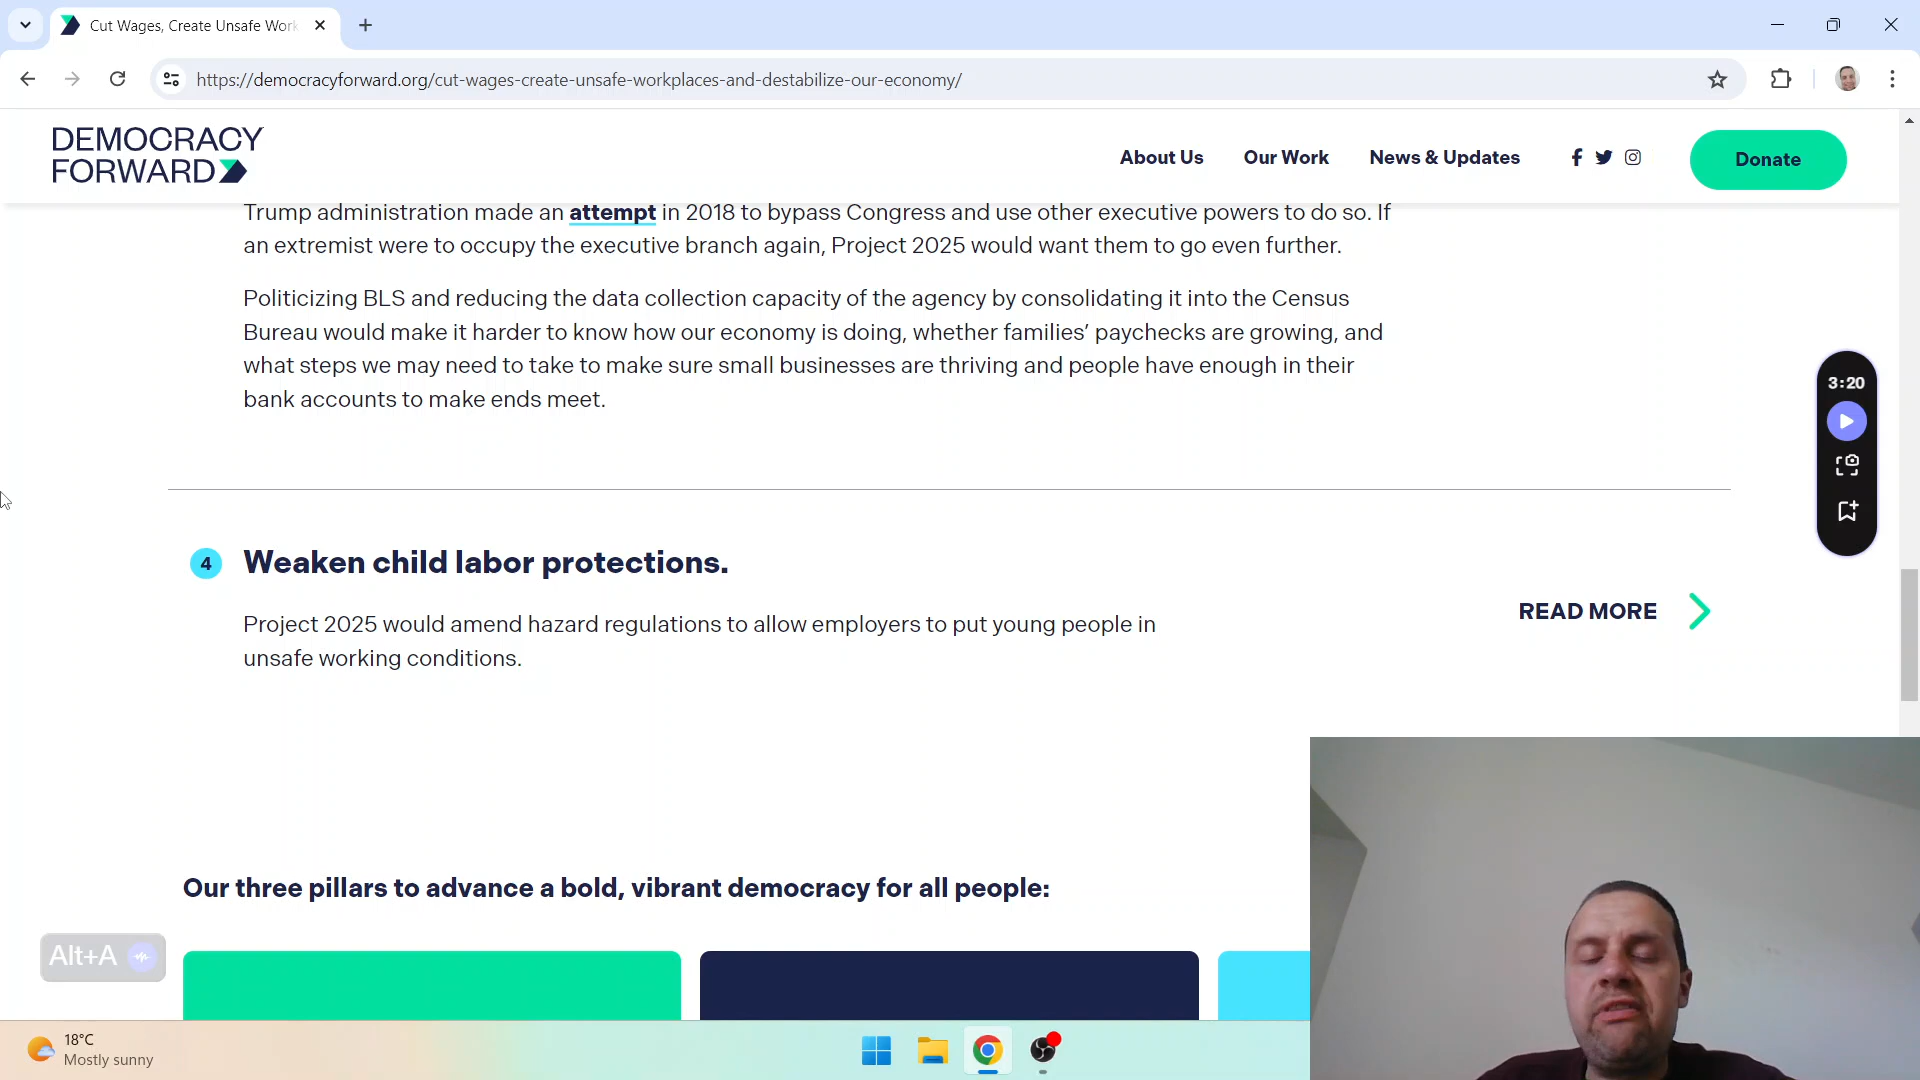 Cut Wages, Create Unsafe Work
https://democracyforward.org/cut-wages-create-unsafe-workplaces-and-destabilize-our-economy/
DEMOCRACY
FORWARD
About Us
Our Work
News & Updates
Donate
Trump administration made an attempt in 2018 to bypass Congress and use other executive powers to do so. If
an extremist were to occupy the executive branch again, Project 2025 would want them to go even further.
Politicizing BLS and reducing the data collection capacity of the agency by consolidating it into the Census
Bureau would make it harder to know how our economy is doing, whether families’ paychecks are growing, and
what steps we may need to take to make sure small businesses are thriving and people have enough in their
bank accounts to make ends meet.
3:20
4 Weaken child labor protections.
Project 2025 would amend hazard regulations to allow employers to put young people in
unsafe working conditions.
READ MORE
Our three pillars to advance a bold, vibrant democracy for all people:
Alt+A
18°C
Mostly sunny